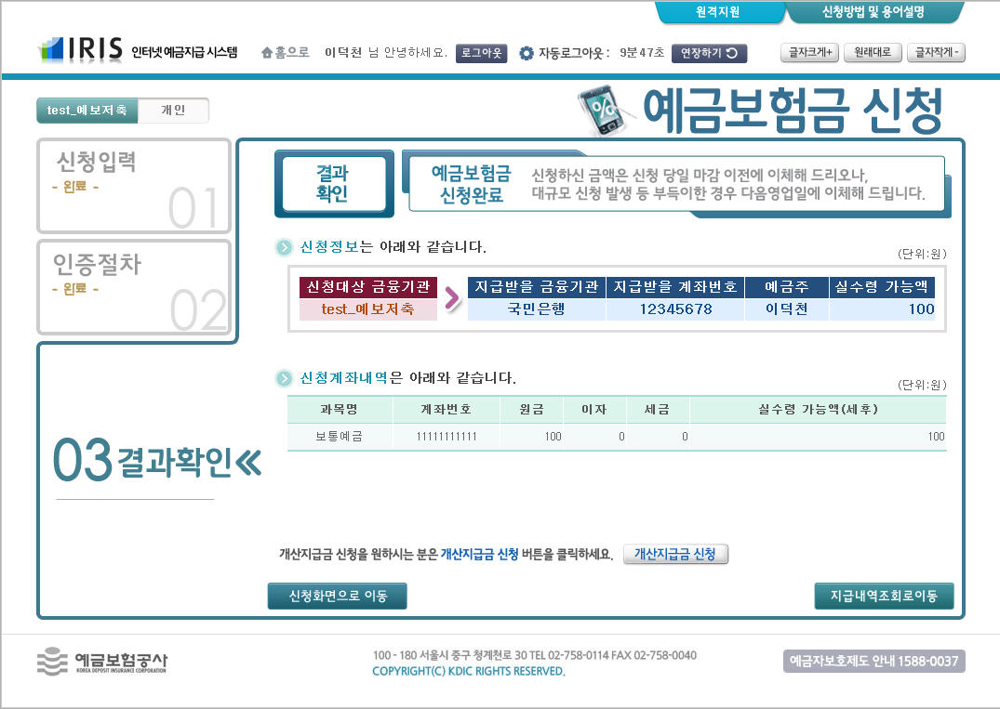 원격지원
신청방법 및 용어설명
IRIS 인터넷 예금지급 시스템
홈으로
이덕천 님 안녕하세요. 로그아웃
자동로그아웃 : 9분47초 연장하기
글자크게+ 원래대로 글자작게-
test_예보저축 개인
예금보험금 신청
신청입력
- 완료 -
01
인증절차
- 완료 -
02
03 결과확인
결과
확인
예금보험금
신청완료
신청하신 금액은 신청 당일 마감 이전에 이체해 드리오나,
대규모 신청 발생 등 부득이한 경우 다음영업일에 이체해 드립니다.
신청정보는 아래와 같습니다.
(단위:원)
신청대상 금융기관 지급받을 금융기관 지급받을 계좌번호 예금주 실수령 가능액
test_예보저축 국민은행 12345678 이덕천 100
신청계좌내역은 아래와 같습니다.
(단위:원)
과목명 계좌번호 원금 이자 세금 실수령 가능액(세후)
보통예금 11111111111 100 0 0 100
개산지급금 신청을 원하시는 분은 개산지급금 신청 버튼을 클릭하세요. 개산지급금 신청
신청화면으로 이동
지급내역조회로이동
예금보험공사
KOREA DEPOSIT INSURANCE CORPORATION
100 - 180 서울시 중구 청계천로 30 TEL 02-758-0114 FAX 02-758-0040
COPYRIGHT(C) KDIC RIGHTS RESERVED.
예금자보호제도 안내 1588-0037